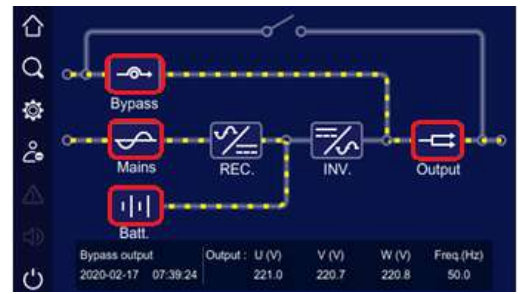 Bypass
Mains
REC.
INV.
Output
Batt.
Bypass output
Output : U (V) V (V) W (V) Freq.(Hz)
2020-02-17 07:39:24
221.0 220.7 220.8 50.0